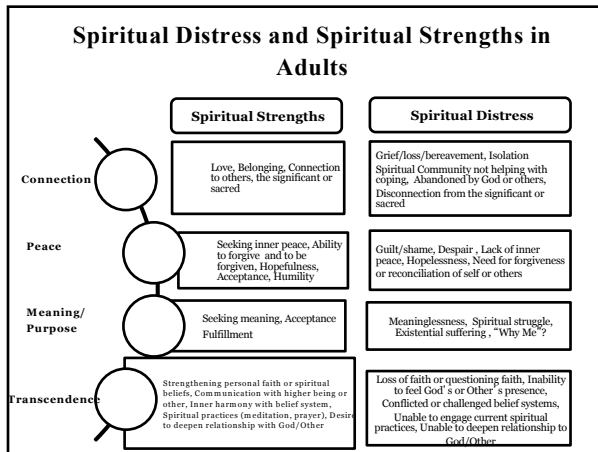 Spiritual Distress and Spiritual Strengths in
Adults
Spiritual Strengths
Spiritual Distress
Connection
Love, Belonging, Connection
to others, the significant or
sacred
Grief/loss/bereavement, Isolation
Spiritual Community not helping with
coping, Abandoned by God or others,
Disconnection from the significant or
sacred
Peace
Seeking inner peace, Ability
to forgive and to be
forgiven, Hopefulness,
Acceptance, Humility
Guilt/shame, Despair , Lack of inner
peace, Hopelessness, Need for forgiveness
or reconciliation of self or others
Meaning/
Purpose
Seeking meaning, Acceptance
Fulfillment
Meaninglessness, Spiritual struggle,
Existential suffering , “Why Me”?
Transcendence
Strengthening personal faith or spiritual
beliefs, Communication with higher being or
other, Inner harmony with belief system,
Spiritual practices (meditation, prayer), Desire
to deepen relationship with God/Other
Loss of faith or questioning faith, Inability
to feel God’s or Other’s presence,
Conflicted or challenged belief systems,
Unable to engage current spiritual
practices, Unable to deepen relationship to
God/Other